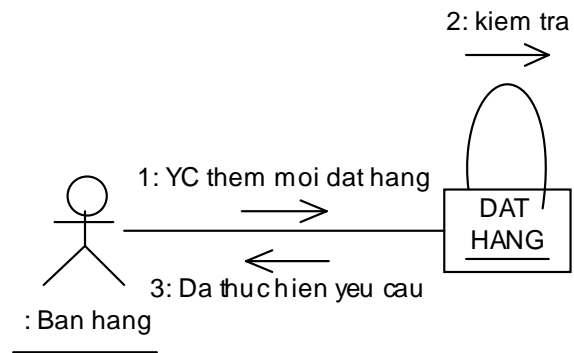 2: kiem tra
1: YC them moi dat hang
DAT
HANG
3: Da thuc hien yeu cau
: Ban hang